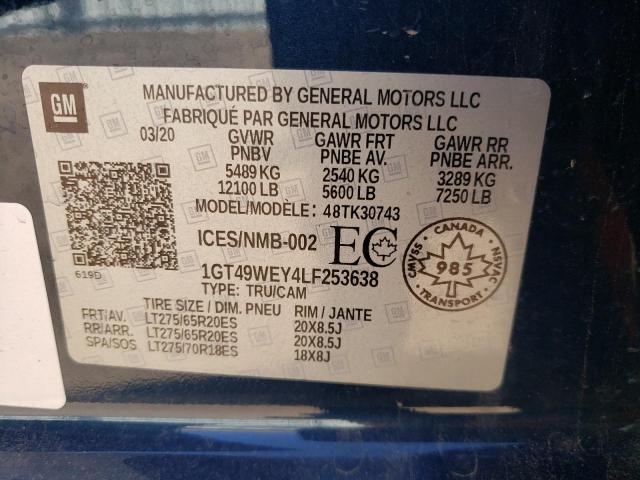 GM
MANUFACTURED BY GENERAL MOTORS LLC
FABRIQUÉ PAR GENERAL MOTORS LLC
03/20 GVWR GAWR FRT GAWR RR
PNBV PNBE AV. PNBE ARR.
5489 KG 2540 KG 3289 KG
12100 LB 5600 LB 7250 LB
MODEL/MODÈLE: 48TK30743
ICES/NMB-002 EC
619D
1GT49WEY4LF253638
TYPE: TRU/CAM
CANADA
CMVSS 985 NSVAC
TRANSPORT
TIRE SIZE / DIM. PNEU RIM / JANTE
FRT/AV. LT275/65R20ES 20X8.5J
RR/ARR. LT275/65R20ES 20X8.5J
SPA/SOS LT275/70R18ES 18X8J